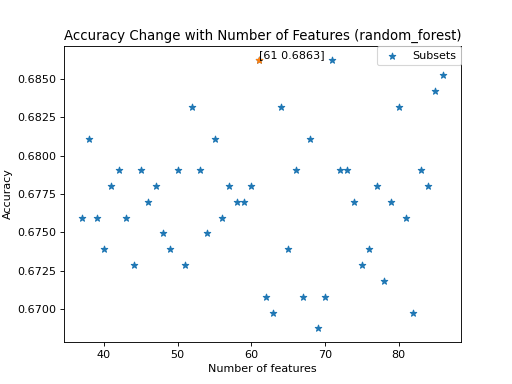 Accuracy Change with Number of Features (random_forest)
[61 0.6863]
Subsets
0.6850
0.6825
0.6800
0.6775
0.6750
0.6725
0.6700
Accuracy
40 50 60 70 80
Number of features